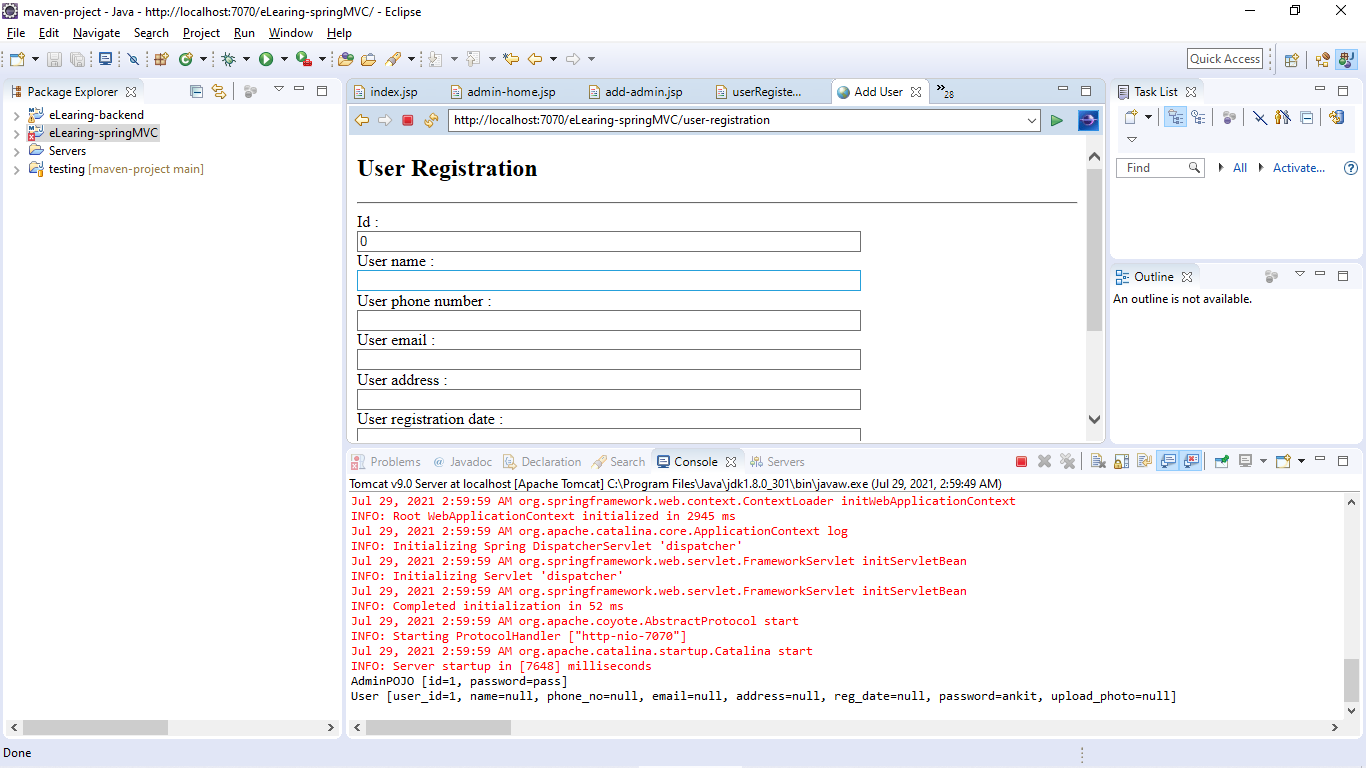 maven-project - Java - http://localhost:7070/eLearing-springMVC/ - Eclipse
File Edit Navigate Search Project Run Window Help
Quick Access
Package Explorer
eLearing-backend
eLearing-springMVC
Servers
testing [maven-project main]
index.jsp admin-home.jsp add-admin.jsp userRegiste... Add User »28
http://localhost:7070/eLearing-springMVC/user-registration
User Registration
Id :
0
User name :
User phone number :
User email :
User address :
User registration date :
Task List
Find All Activate...
Outline
An outline is not available.
Problems Javadoc Declaration Search Console Servers
Tomcat v9.0 Server at localhost [Apache Tomcat] C:\Program Files\Java\jdk1.8.0_301\bin\javaw.exe (Jul 29, 2021, 2:59:49 AM)
Jul 29, 2021 2:59:59 AM org.springframework.web.context.ContextLoader initWebApplicationContext
INFO: Root WebApplicationContext initialized in 2945 ms
Jul 29, 2021 2:59:59 AM org.apache.catalina.core.ApplicationContext log
INFO: Initializing Spring DispatcherServlet 'dispatcher'
Jul 29, 2021 2:59:59 AM org.springframework.web.servlet.FrameworkServlet initServletBean
INFO: Initializing Servlet 'dispatcher'
Jul 29, 2021 2:59:59 AM org.springframework.web.servlet.FrameworkServlet initServletBean
INFO: Completed initialization in 52 ms
Jul 29, 2021 2:59:59 AM org.apache.coyote.AbstractProtocol start
INFO: Starting ProtocolHandler ["http-nio-7070"]
Jul 29, 2021 2:59:59 AM org.apache.catalina.startup.Catalina start
INFO: Server startup in [7648] milliseconds
AdminPOJO [id=1, password=pass]
User [user_id=1, name=null, phone_no=null, email=null, address=null, reg_date=null, password=ankit, upload_photo=null]
Done